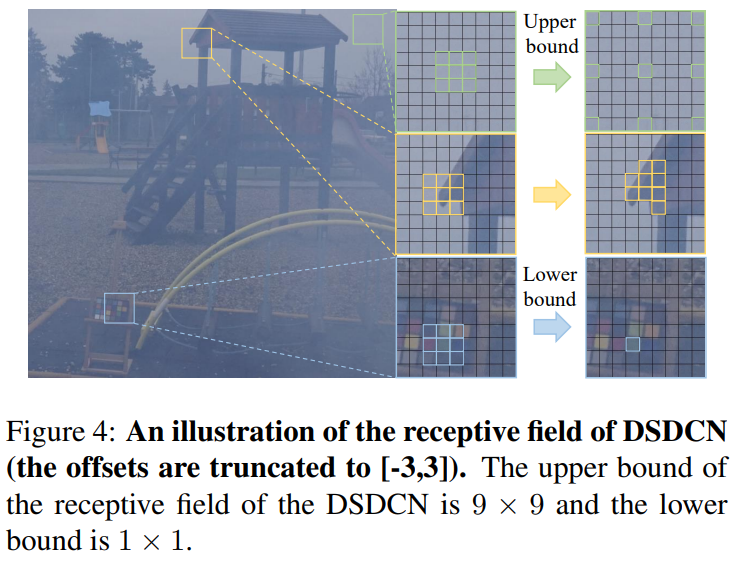 Upper
bound
Lower
bound
Figure 4: An illustration of the receptive field of DSDCN
(the offsets are truncated to [-3,3]). The upper bound of
the receptive field of the DSDCN is 9 × 9 and the lower
bound is 1 × 1.